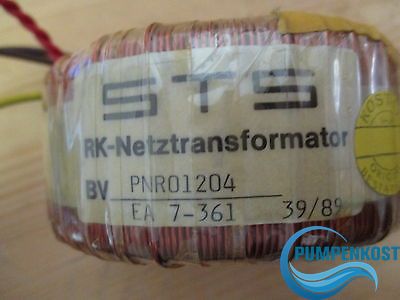 STS
RK-Netztransformator
BV PNR01204
EA 7-361 39/89
PUMPENKOST